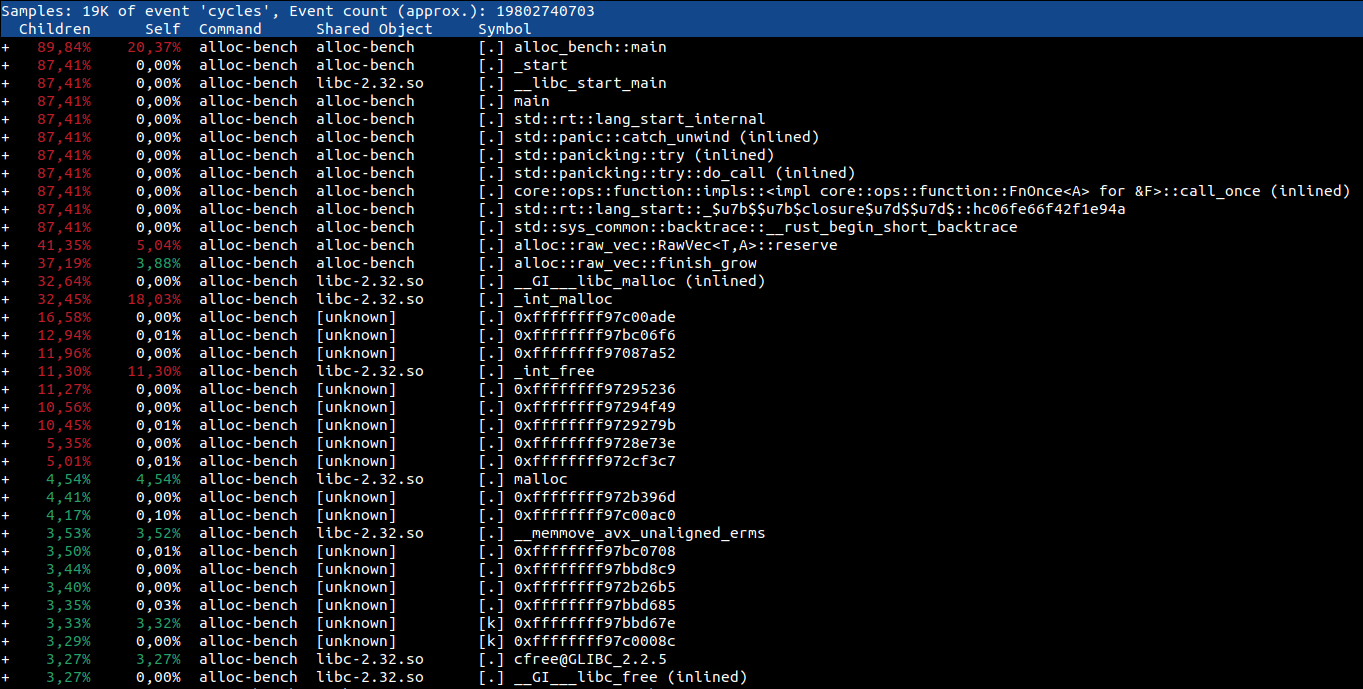 Samples: 19K of event 'cycles', Event count (approx.): 19802740703
Children Self Command Shared Object Symbol
+ 89,84% 20,37% alloc-bench alloc-bench [.] alloc_bench::main
+ 87,41% 0,00% alloc-bench alloc-bench [.] _start
+ 87,41% 0,00% alloc-bench libc-2.32.so [.] __libc_start_main
+ 87,41% 0,00% alloc-bench alloc-bench [.] main
+ 87,41% 0,00% alloc-bench alloc-bench [.] std::rt::lang_start_internal
+ 87,41% 0,00% alloc-bench alloc-bench [.] std::panic::catch_unwind (inlined)
+ 87,41% 0,00% alloc-bench alloc-bench [.] std::panicking::try (inlined)
+ 87,41% 0,00% alloc-bench alloc-bench [.] std::panicking::try::do_call (inlined)
+ 87,41% 0,00% alloc-bench alloc-bench [.] core::ops::function::impls::<impl core::ops::function::FnOnce<A> for &F>::call_once (inlined)
+ 87,41% 0,00% alloc-bench alloc-bench [.] std::rt::lang_start::_$u7b$$u7b$closure$u7d$$u7d$::hc06fe66f42f1e94a
+ 87,41% 0,00% alloc-bench alloc-bench [.] std::sys_common::backtrace::__rust_begin_short_backtrace
+ 41,35% 5,04% alloc-bench alloc-bench [.] alloc::raw_vec::RawVec<T,A>::reserve
+ 37,19% 3,88% alloc-bench alloc-bench [.] alloc::raw_vec::finish_grow
+ 32,64% 0,00% alloc-bench libc-2.32.so [.] __GI___libc_malloc (inlined)
+ 32,45% 18,03% alloc-bench libc-2.32.so [.] _int_malloc
+ 16,58% 0,00% alloc-bench [unknown] [.] 0xffffffff97c00ade
+ 12,94% 0,01% alloc-bench [unknown] [.] 0xffffffff97bc06f6
+ 11,96% 0,00% alloc-bench [unknown] [.] 0xffffffff97087a52
+ 11,30% 11,30% alloc-bench libc-2.32.so [.] _int_free
+ 11,27% 0,00% alloc-bench [unknown] [.] 0xffffffff97295236
+ 10,56% 0,00% alloc-bench [unknown] [.] 0xffffffff97294f49
+ 10,45% 0,01% alloc-bench [unknown] [.] 0xffffffff9729279b
+ 5,35% 0,00% alloc-bench [unknown] [.] 0xffffffff9728e73e
+ 5,01% 0,01% alloc-bench [unknown] [.] 0xffffffff972cf3c7
+ 4,54% 4,54% alloc-bench libc-2.32.so [.] malloc
+ 4,41% 0,00% alloc-bench [unknown] [.] 0xffffffff972b396d
+ 4,17% 0,10% alloc-bench [unknown] [.] 0xffffffff97c00ac0
+ 3,53% 3,52% alloc-bench libc-2.32.so [.] __memmove_avx_unaligned_erms
+ 3,50% 0,01% alloc-bench [unknown] [.] 0xffffffff97bc0708
+ 3,44% 0,00% alloc-bench [unknown] [.] 0xffffffff97bbd8c9
+ 3,40% 0,00% alloc-bench [unknown] [.] 0xffffffff972b26b5
+ 3,35% 0,03% alloc-bench [unknown] [.] 0xffffffff97bbd685
+ 3,33% 3,32% alloc-bench [unknown] [k] 0xffffffff97bbd67e
+ 3,29% 0,00% alloc-bench [unknown] [k] 0xffffffff97c0008c
+ 3,27% 3,27% alloc-bench libc-2.32.so [.] cfree@GLIBC_2.2.5
+ 3,27% 0,00% alloc-bench libc-2.32.so [.] __GI___libc_free (inlined)